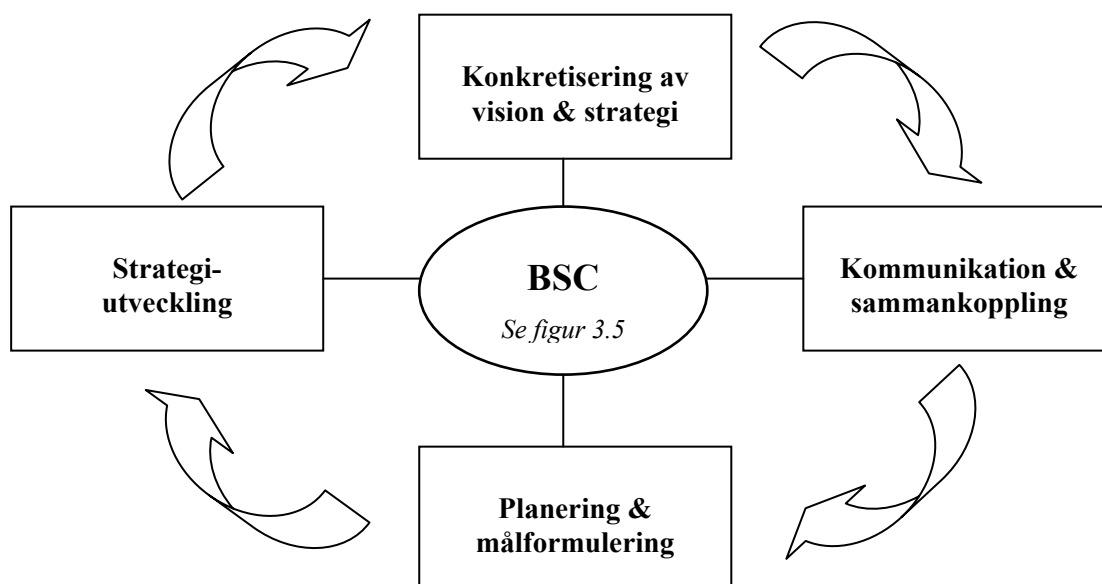 Konkretisering av
vision & strategi
Strategi-
utveckling
BSC
Se figur 3.5
Kommunikation &
sammankoppling
Planering &
målformulering